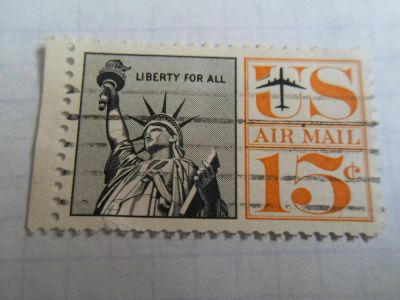 LIBERTY FOR ALL
US
AIR MAIL
15¢